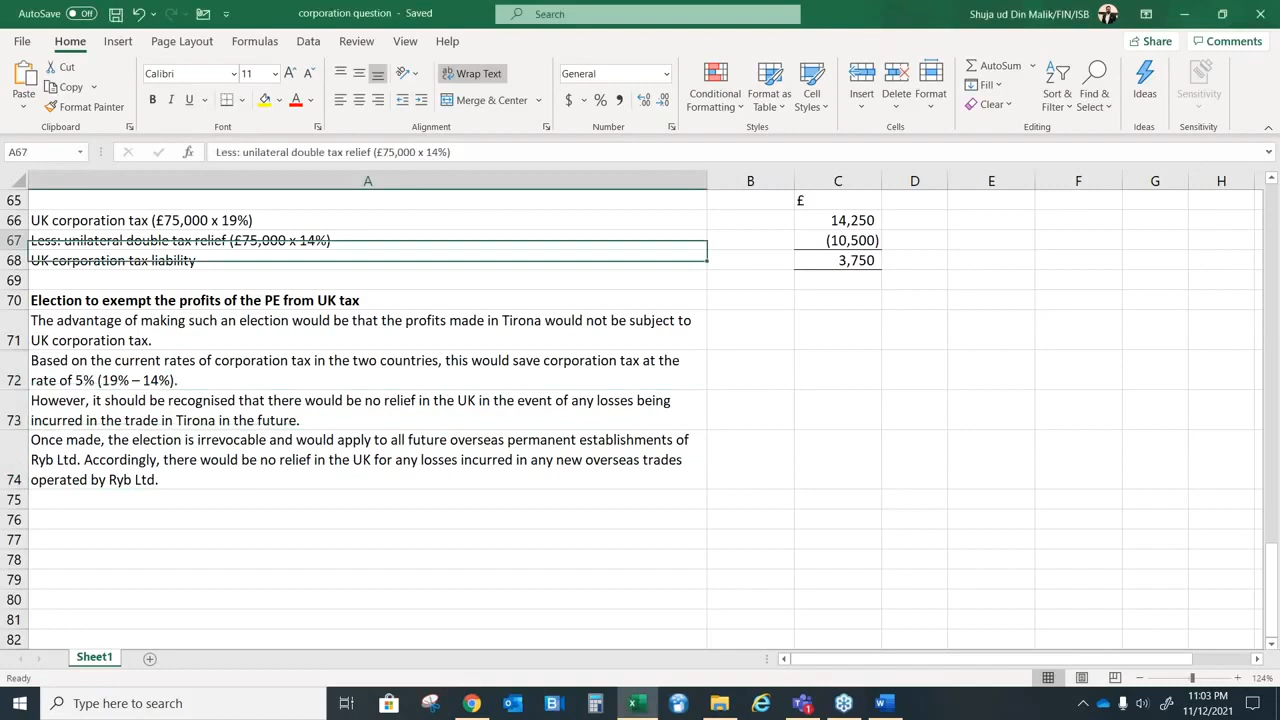 AutoSave Off corporation question - Saved Search Shuja ud Din Malik/FIN/ISB
File Home Insert Page Layout Formulas Data Review View Help Share Comments
Paste Cut Copy Format Painter Clipboard
Calibri 11 A A B I U A Font
Wrap Text Merge & Center Alignment
General $ % , Number
Conditional Formatting Format as Table Cell Styles Styles
Insert Delete Format Cells
AutoSum Fill Clear Sort & Filter Find & Select Editing
Ideas Ideas
Sensitivity Sensitivity
A67 fx Less: unilateral double tax relief (£75,000 x 14%)
A B C D E F G H
65 £
66 UK corporation tax (£75,000 x 19%) 14,250
67 Less: unilateral double tax relief (£75,000 x 14%) (10,500)
68 UK corporation tax liability 3,750
69
70 Election to exempt the profits of the PE from UK tax
The advantage of making such an election would be that the profits made in Tirona would not be subject to
71 UK corporation tax.
Based on the current rates of corporation tax in the two countries, this would save corporation tax at the
72 rate of 5% (19% – 14%).
However, it should be recognised that there would be no relief in the UK in the event of any losses being
73 incurred in the trade in Tirona in the future.
Once made, the election is irrevocable and would apply to all future overseas permanent establishments of
Ryb Ltd. Accordingly, there would be no relief in the UK for any losses incurred in any new overseas trades
74 operated by Ryb Ltd.
75
76
77
78
79
80
81
82
Sheet1
Ready 124%
Type here to search 11:03 PM
11/12/2021